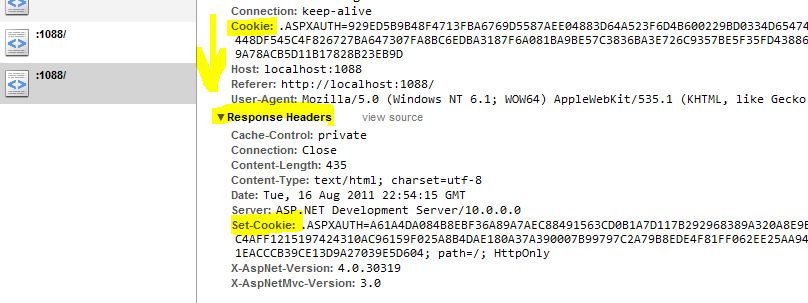 Connection: keep-alive
Cookie: .ASPXAUTH=929ED5B9B48F4713FBA6769D5587AEE04883D64A523F6D4B600229BD0334D65474
:1088/
448DF545C4F826727BA647307FA8BC6EDBA3187F6A081BA9BE57C3836BA3E726C9357BE5F35FD43886
9A78ACB5D11B17828B23EB9D
Host: localhost:1088
:1088/
Referer: http://localhost:1088/
User-Agent: Mozilla/5.0 (Windows NT 6.1; WOW64) AppleWebKit/535.1 (KHTML, like Gecko
▼Response Headers view source
Cache-Control: private
Connection: Close
Content-Length: 435
Content-Type: text/html; charset=utf-8
Date: Tue, 16 Aug 2011 22:54:15 GMT
Server: ASP.NET Development Server/10.0.0.0
Set-Cookie: .ASPXAUTH=A61A4DA084B8EBF36A89A7AEC88491563CD0B1A7D117B292968389A320A8E9E
C4AFF1215197424310AC96159F025A8B4DAE180A37A390007B99797C2A79B8EDE4F81FF062EE25AA94
1EACCCB39CE13D9A27039E5D604; path=/; HttpOnly
X-AspNet-Version: 4.0.30319
X-AspNetMvc-Version: 3.0